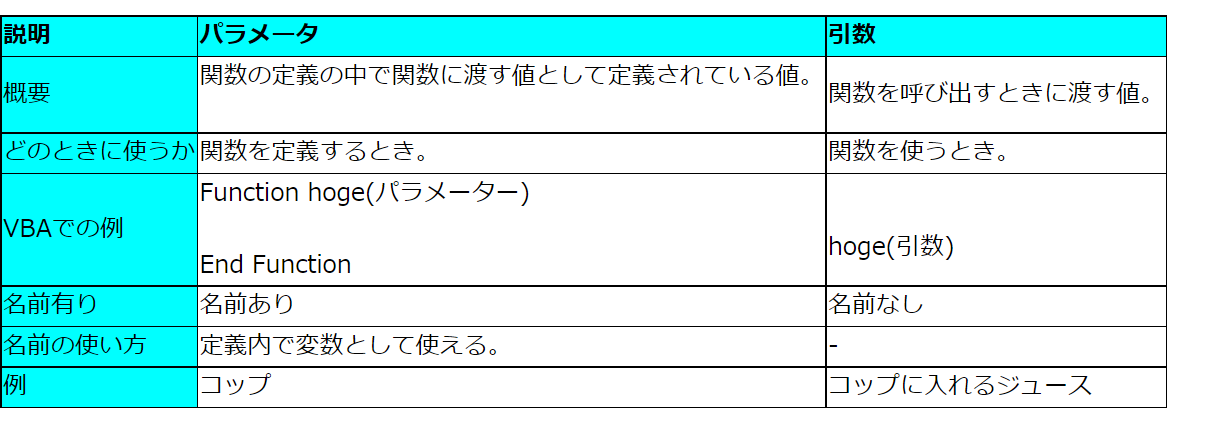 説明 パラメータ 引数
概要 関数の定義の中で関数に渡す値として定義されている値。 関数を呼び出すときに渡す値。
どのときに使うか 関数を定義するとき。 関数を使うとき。
VBAでの例 Function hoge(パラメーター)
End Function
hoge(引数)
名前有り 名前あり 名前なし
名前の使い方 定義内で変数として使える。 -
例 コップ コップに入れるジュース